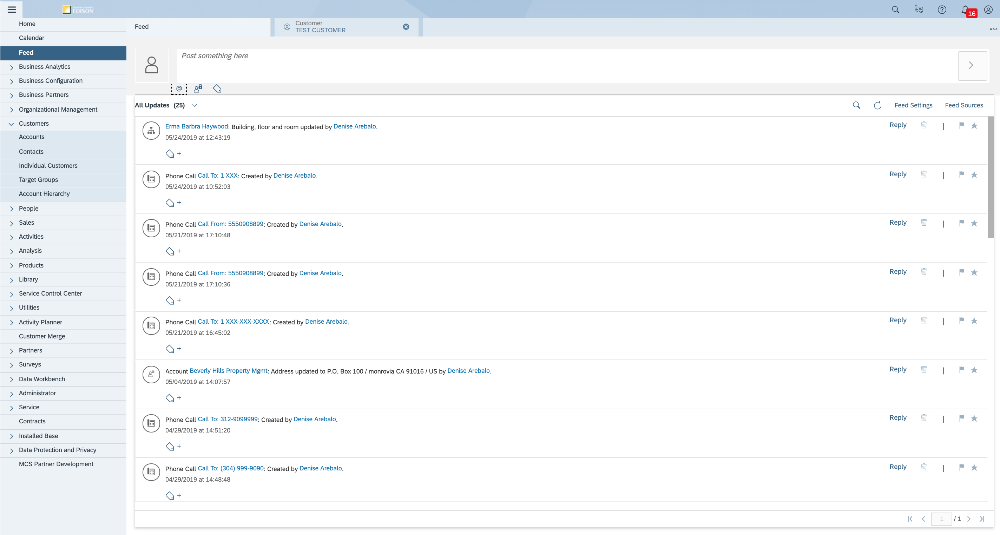 EDISON
16
Home
Calendar
Feed
Business Analytics
Business Configuration
Business Partners
Organizational Management
Customers
Accounts
Contacts
Individual Customers
Target Groups
Account Hierarchy
People
Sales
Activities
Analysis
Products
Library
Service Control Center
Utilities
Activity Planner
Customer Merge
Partners
Surveys
Data Workbench
Administrator
Service
Contracts
Installed Base
Data Protection and Privacy
MCS Partner Development
Feed
Customer
TEST CUSTOMER
Post something here
@
All Updates (25)
Feed Settings Feed Sources
Erma Barbra Haywood: Building, floor and room updated by Denise Arebalo.
Reply |
05/24/2019 at 12:43:19
+
Phone Call Call To: 1 XXX: Created by Denise Arebalo.
Reply |
05/24/2019 at 10:52:03
+
Phone Call Call From: 5550908899: Created by Denise Arebalo.
Reply |
05/21/2019 at 17:10:48
+
Phone Call Call From: 5550908899: Created by Denise Arebalo.
Reply |
05/21/2019 at 17:10:36
+
Phone Call Call To: 1 XXX-XXX-XXXX: Created by Denise Arebalo.
Reply |
05/21/2019 at 16:45:02
+
Account Beverly Hills Property Mgmt: Address updated to P.O. Box 100 / monrovia CA 91016 / US by Denise Arebalo.
Reply |
05/04/2019 at 14:07:57
+
Phone Call Call To: 312-9099999: Created by Denise Arebalo.
Reply |
04/29/2019 at 14:51:20
+
Phone Call Call To: (304) 999-9090: Created by Denise Arebalo.
Reply |
04/29/2019 at 14:48:48
+
1 / 1